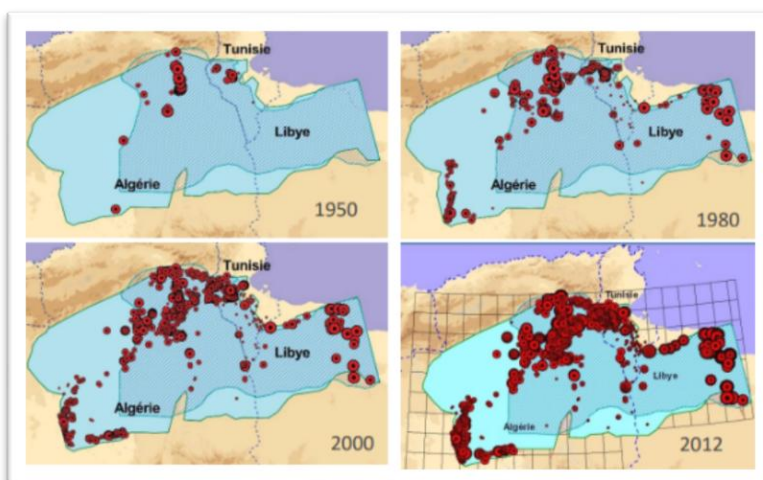 Tunisie
Libye
Algérie
1950
Tunisie
Libye
Algérie
1980
Tunisie
Libye
Algérie
2000
Tunisie
Libye
Algérie
2012